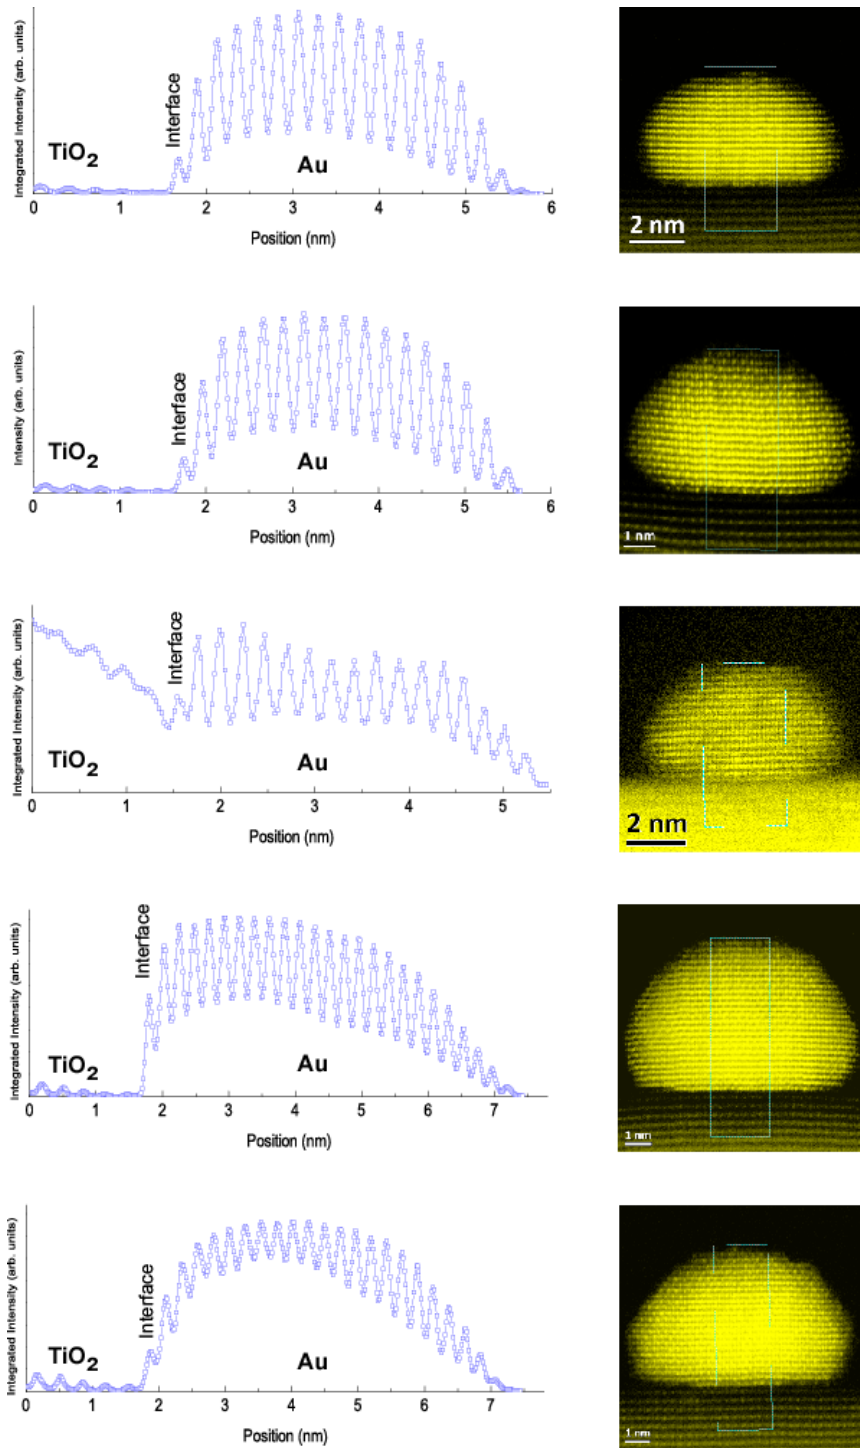 Integrated Intensity (arb. units)
TiO2
Interface
Au
0 1 2 3 4 5 6
Position (nm)
2 nm
Intensity (arb. units)
TiO2
Interface
Au
0 1 2 3 4 5 6
Position (nm)
1 nm
Integrated Intensity (arb. units)
TiO2
Interface
Au
0 1 2 3 4 5
Position (nm)
2 nm
Integrated Intensity (arb. units)
TiO2
Interface
Au
0 1 2 3 4 5 6 7
Position (nm)
1 nm
Integrated Intensity (arb. units)
TiO2
Interface
Au
0 1 2 3 4 5 6 7
Position (nm)
1 nm